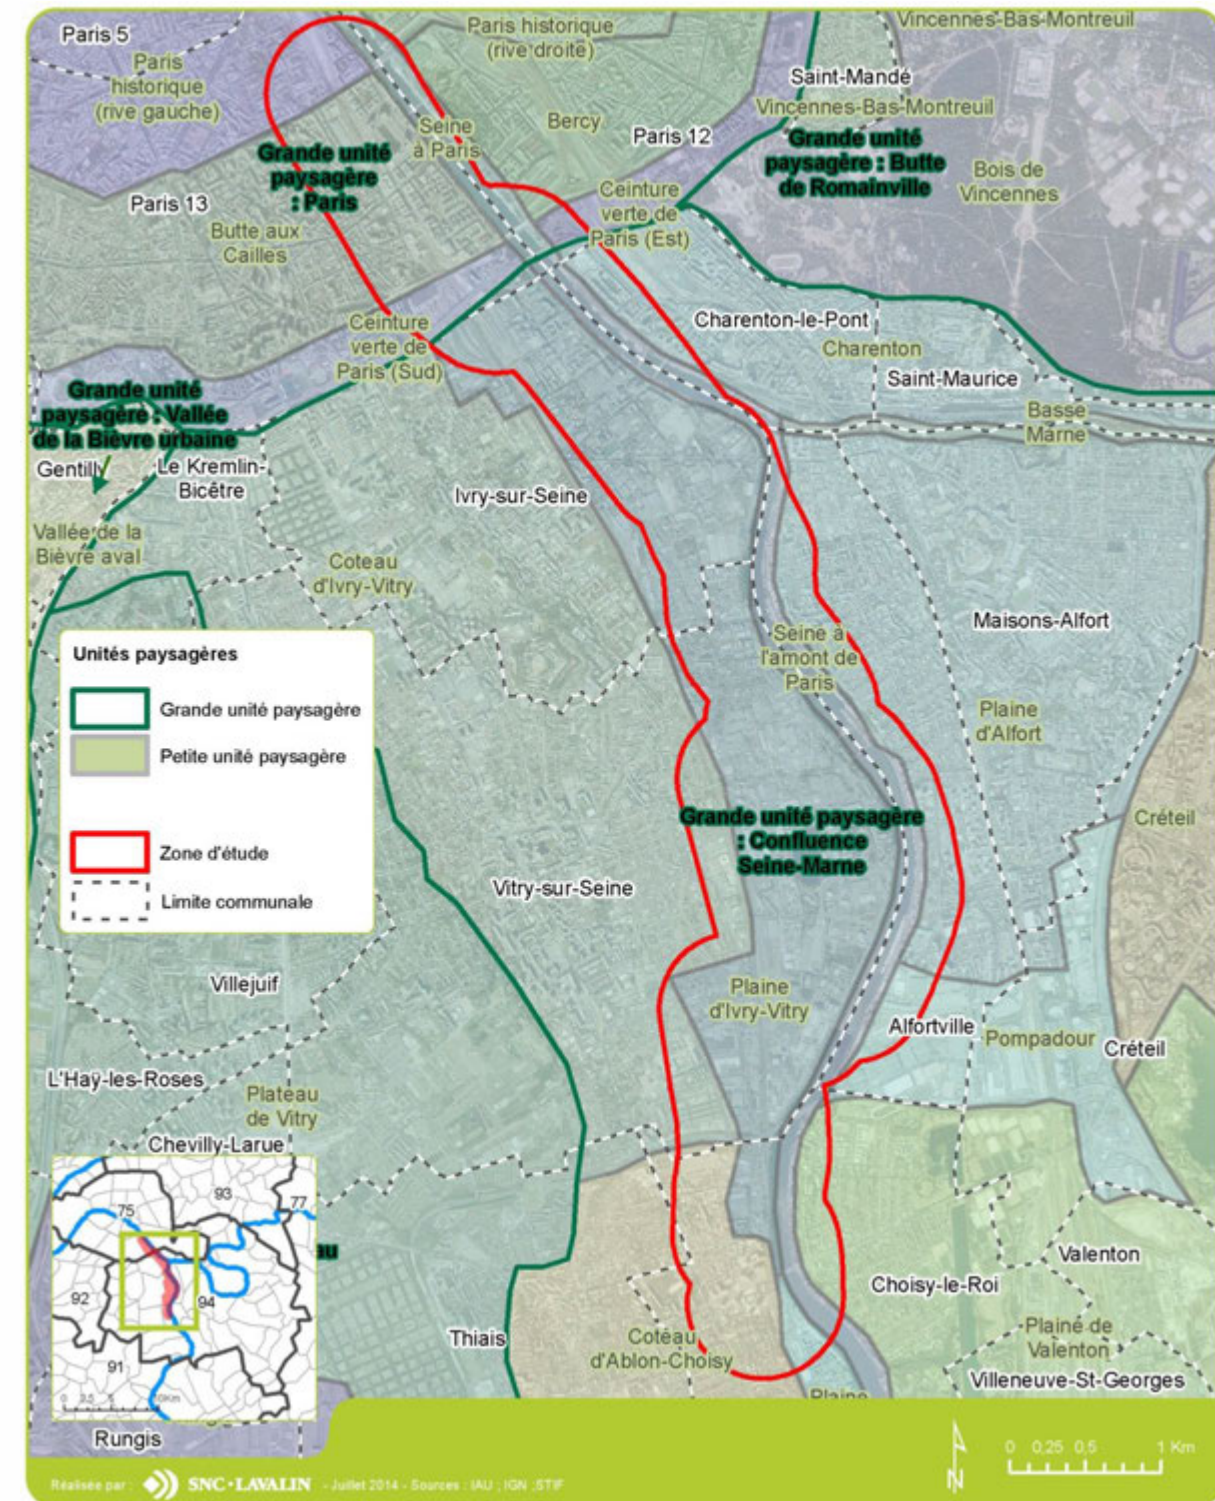 Paris 5
Paris
historique
(rive gauche)
Paris historique
(rive droite)
Vincennes-Bas-Montreuil
Saint-Mandé
Vincennes-Bas-Montreuil
Seine
à Paris
Bercy
Paris 12
Grande unité
paysagère : Butte
de Romainville
Bois de
Vincennes
Grande unité
paysagère
: Paris
Paris 13
Butte aux
Cailles
Ceinture
verte de
Paris (Est)
Ceinture
verte de
Paris (Sud)
Charenton-le-Pont
Charenton
Saint-Maurice
Basse
Marne
Grande unité
paysagère : Vallée
de la Bièvre urbaine
Gentilly
Le Kremlin-
Bicêtre
Ivry-sur-Seine
Vallée de la
Bièvre aval
Coteau
d'Ivry-Vitry
Maisons-Alfort
Seine à
l'amont de
Paris
Plaine
d'Alfort
Unités paysagères
Grande unité paysagère
Petite unité paysagère
Zone d'étude
Limite communale
Grande unité paysagère
: Confluence
Seine-Marne
Créteil
Vitry-sur-Seine
Villejuif
Plaine
d'Ivry-Vitry
Alfortville
Pompadour
Créteil
L'Haÿ-les-Roses
Plateau
de Vitry
Chevilly-Larue
93
75
77
92
94
91
0 2,5 5 10Km
au
Valenton
Choisy-le-Roi
Thiais
Coteau
d'Ablon-Choisy
Plaine de
Valenton
Villeneuve-St-Georges
Plaine
Rungis
0 0,25 0,5 1 Km
N
Réalisée par : SNC·LAVALIN - Juillet 2014 - Sources : IAU ; IGN ;STIF